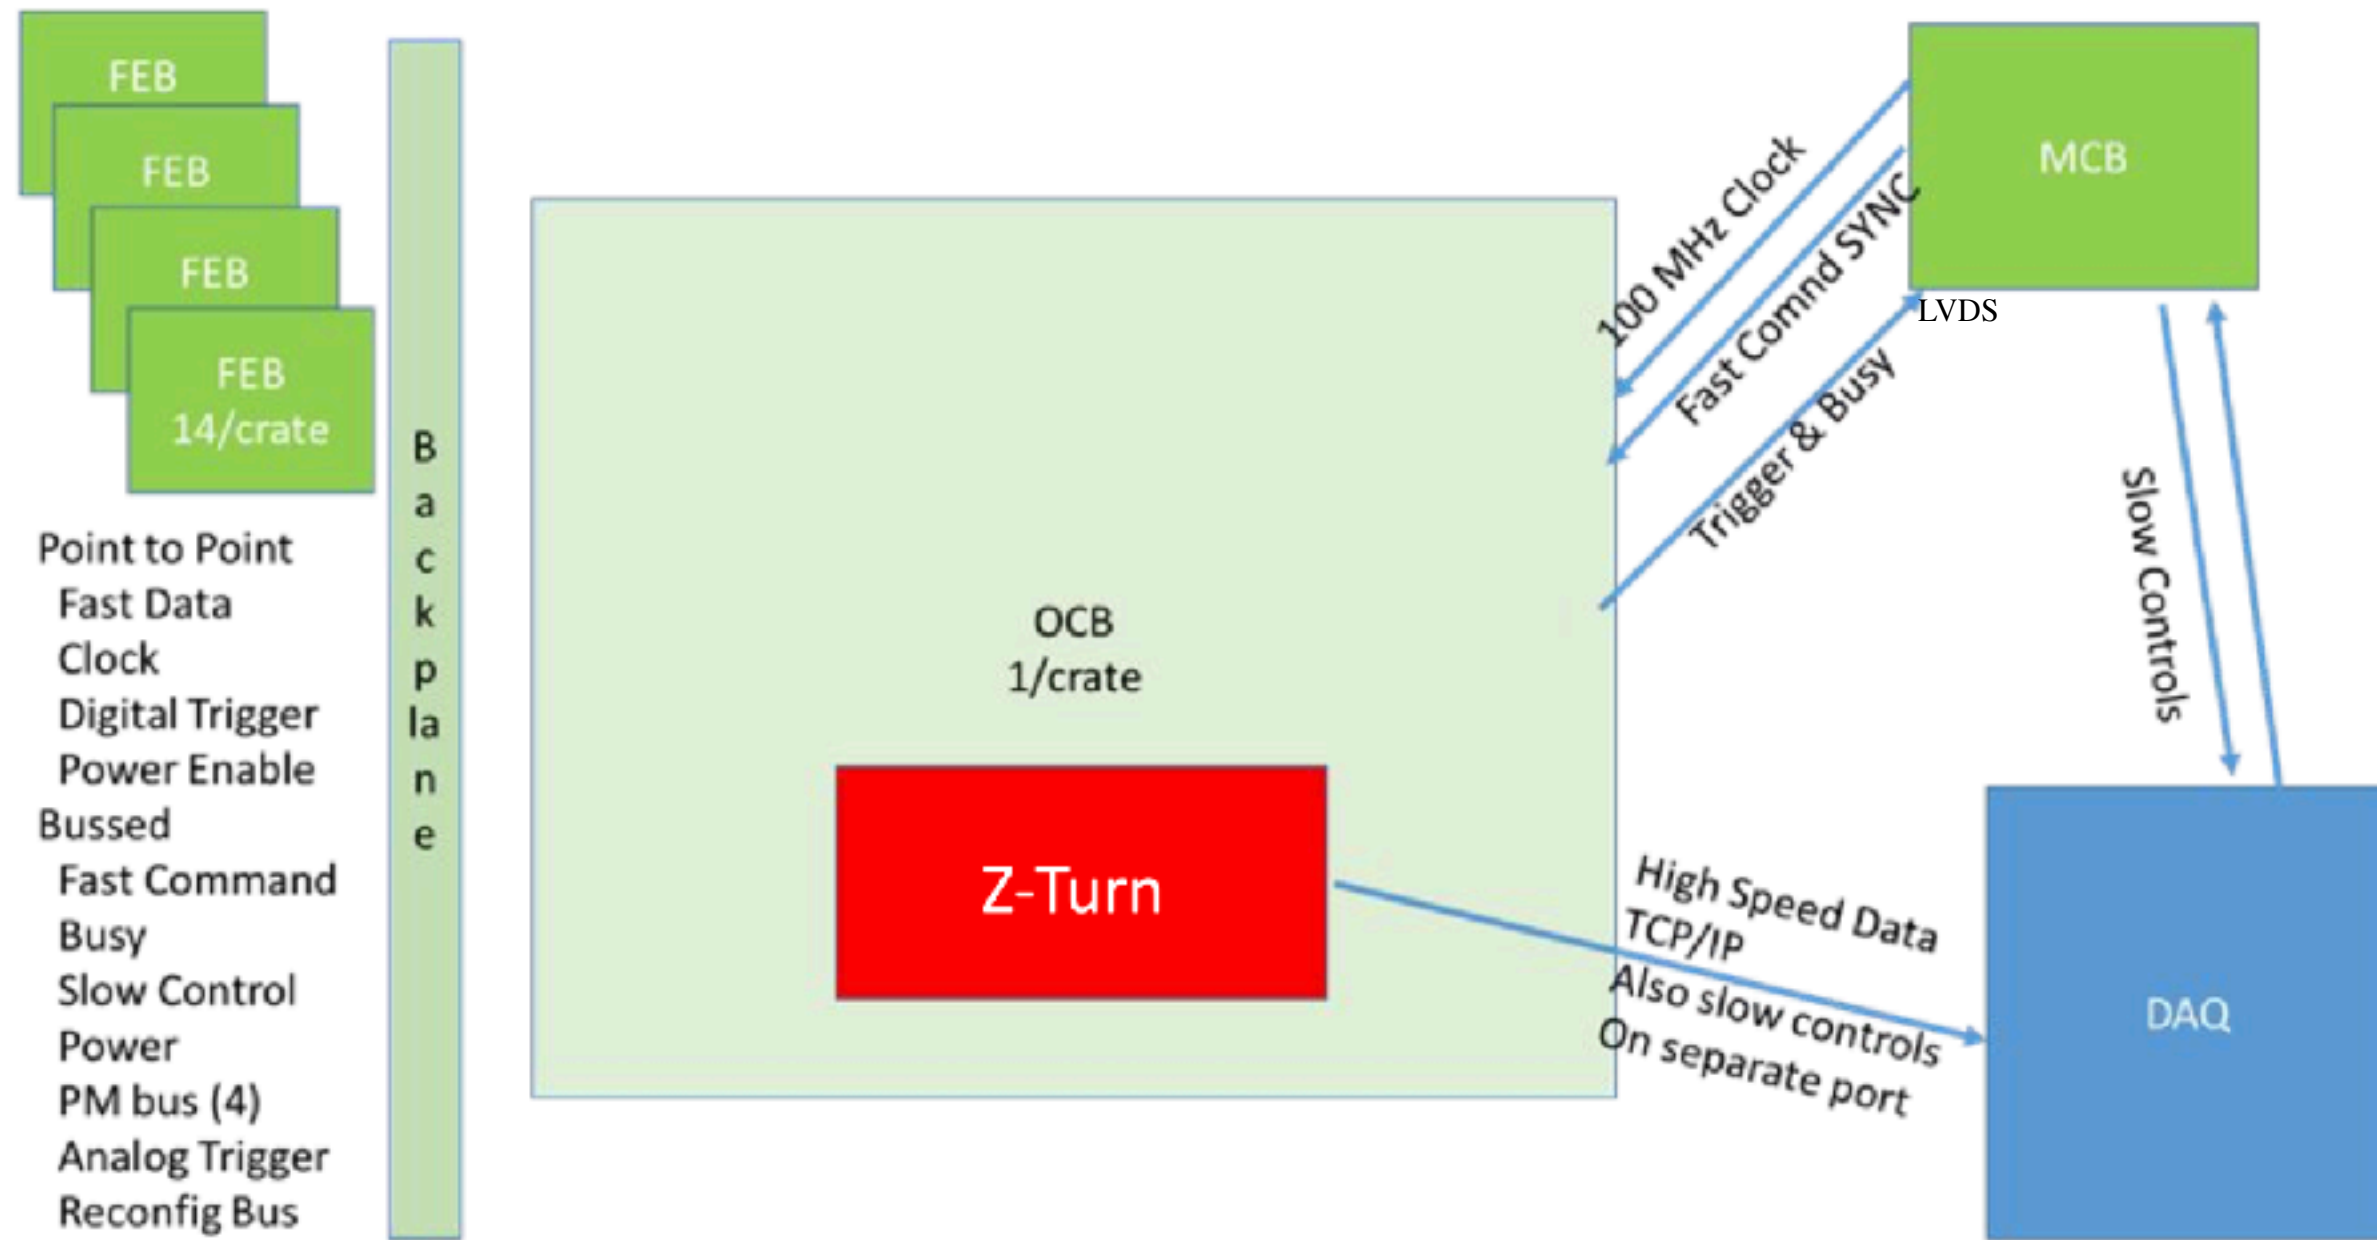 FEB
FEB
FEB
FEB
14/crate
Point to Point
Fast Data
Clock
Digital Trigger
Power Enable
Bussed
Fast Command
Busy
Slow Control
Power
PM bus (4)
Analog Trigger
Reconfig Bus
B
a
c
k
p
la
n
e
OCB
1/crate
Z-Turn
100 MHz Clock
Fast Comnd SYNC
Trigger & Busy
MCB
LVDS
Slow Controls
High Speed Data
TCP/IP
Also slow controls
On separate port
DAQ